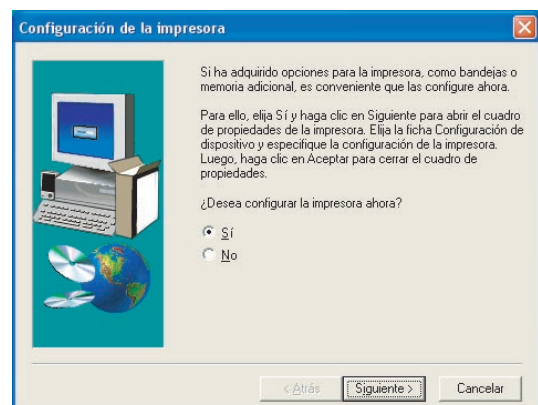 Configuración de la impresora
Si ha adquirido opciones para la impresora, como bandejas o
memoria adicional, es conveniente que las configure ahora.
Para ello, elija Sí y haga clic en Siguiente para abrir el cuadro
de propiedades de la impresora. Elija la ficha Configuración de
dispositivo y especifique la configuración de la impresora.
Luego, haga clic en Aceptar para cerrar el cuadro de
propiedades.
¿Desea configurar la impresora ahora?
Sí
No
< Atrás
Siguiente >
Cancelar